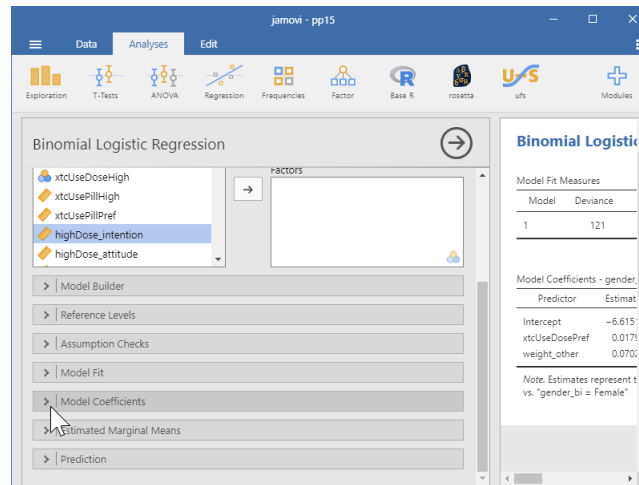 jamovi - pp15
Data Analyses Edit
Exploration T-Tests ANOVA Regression Frequencies Factor Base R rosetta ufs Modules
Binomial Logistic Regression
xtcUseDoseHigh
xtcUsePillHigh
xtcUsePillPref
highDose_intention
highDose_attitude
Factors
Model Builder
Reference Levels
Assumption Checks
Model Fit
Model Coefficients
Estimated Marginal Means
Prediction
Binomial Logistic
Model Fit Measures
Model Deviance
1 121
Model Coefficients - gender_
Predictor Estimat
Intercept −6.615
xtcUseDosePref 0.0179
weight_other 0.0702
Note. Estimates represent t
vs. "gender_bi = Female"